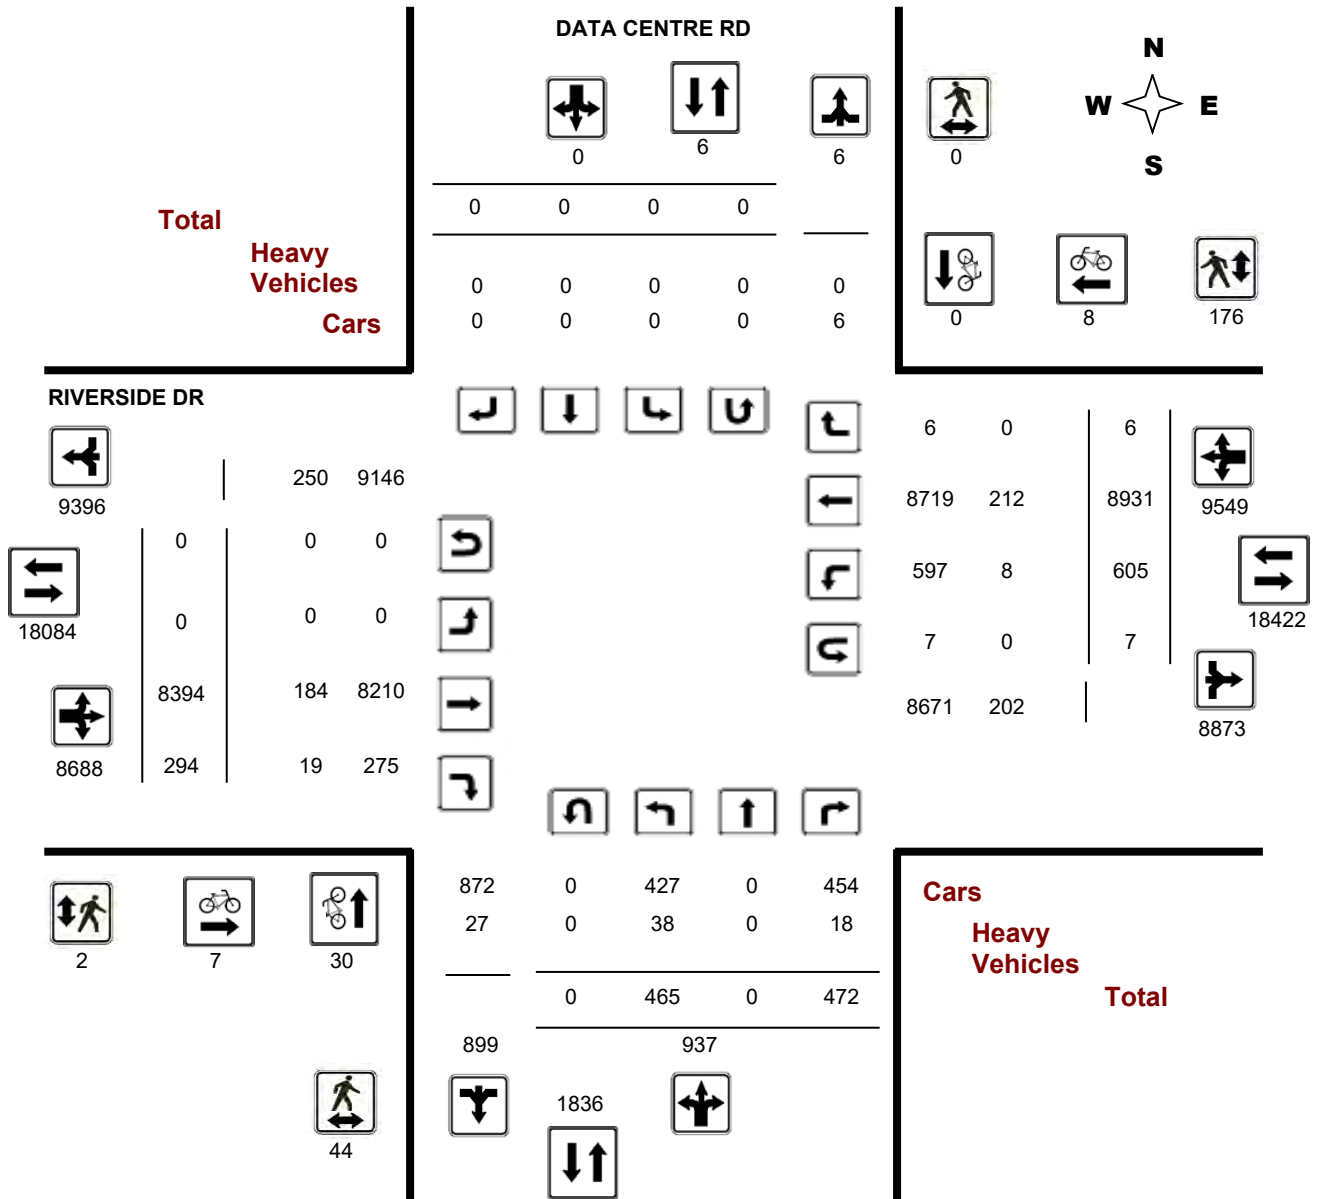 DATA CENTRE RD
N
W E
S
0 6 6 0
Total 0 0 0 0
Heavy
Vehicles 0 0 0 0 0
Cars 0 0 0 0 6
0 8 176
RIVERSIDE DR
9396
250 9146
0 0 0
18084
0 0 0
8394 184 8210
8688
294 19 275
6 0 6
8719 212 8931
9549
597 8 605
18422
7 0 7
8671 202
8873
2 7 30
44
872 0 427 0 454
27 0 38 0 18
0 465 0 472
899 937
1836
Cars
Heavy
Vehicles
Total